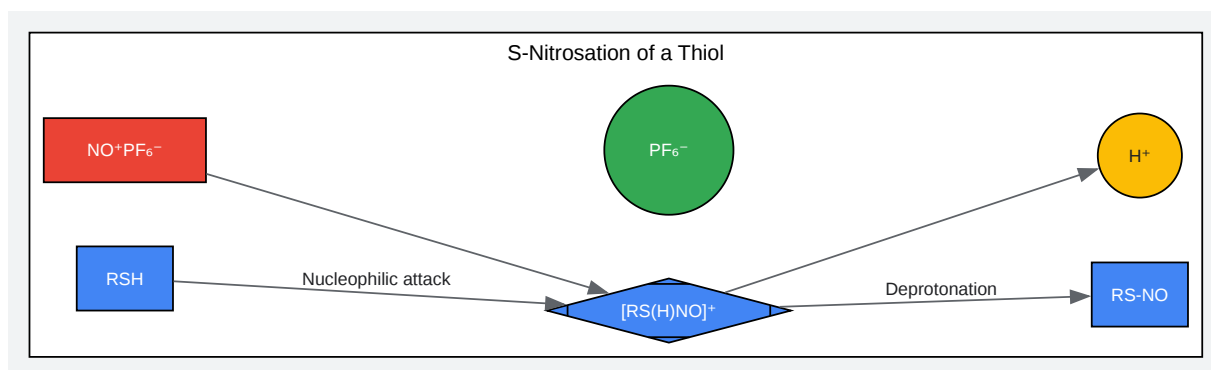 S-Nitrosation of a Thiol
NO⁺PF₆⁻
PF₆⁻
H⁺
RSH
Nucleophilic attack
[RS(H)NO]⁺
Deprotonation
RS-NO